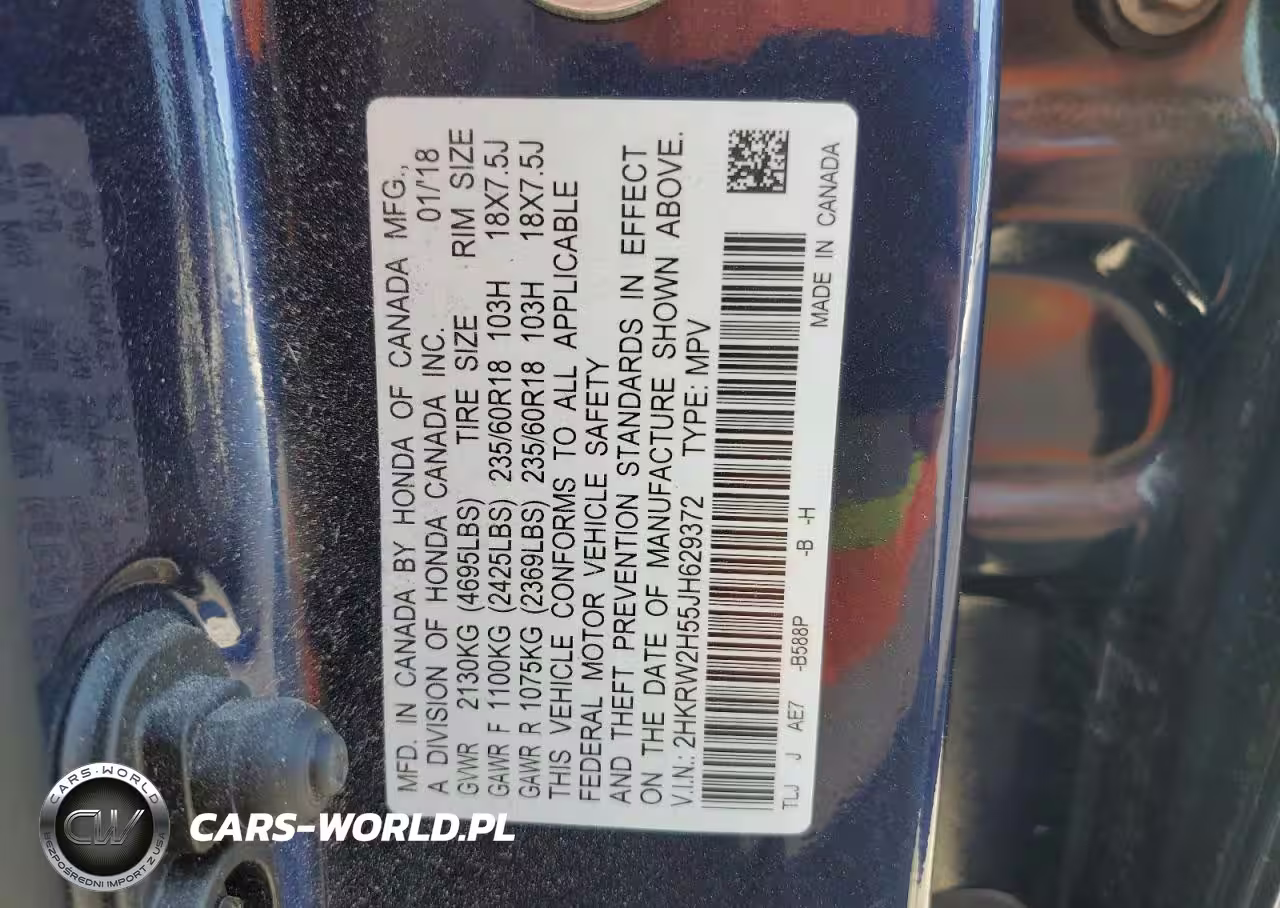 MFD. IN CANADA BY HONDA OF CANADA MFG.,
A DIVISION OF HONDA CANADA INC. 01/'18
GVWR 2130KG (4695LBS) TIRE SIZE RIM SIZE
GAWR F 1100KG (2425LBS) 235/60R18 103H 18X7.5J
GAWR R 1075KG (2369LBS) 235/60R18 103H 18X7.5J
THIS VEHICLE CONFORMS TO ALL APPLICABLE
FEDERAL MOTOR VEHICLE SAFETY
AND THEFT PREVENTION STANDARDS IN EFFECT
ON THE DATE OF MANUFACTURE SHOWN ABOVE.
V.I.N.: 2HKRW2H55JH629372 TYPE: MPV
TLJ J AE7 -B588P -B -H MADE IN CANADA
CARS-WORLD
CW
BEZPOŚREDNI IMPORT Z USA
CARS-WORLD.PL